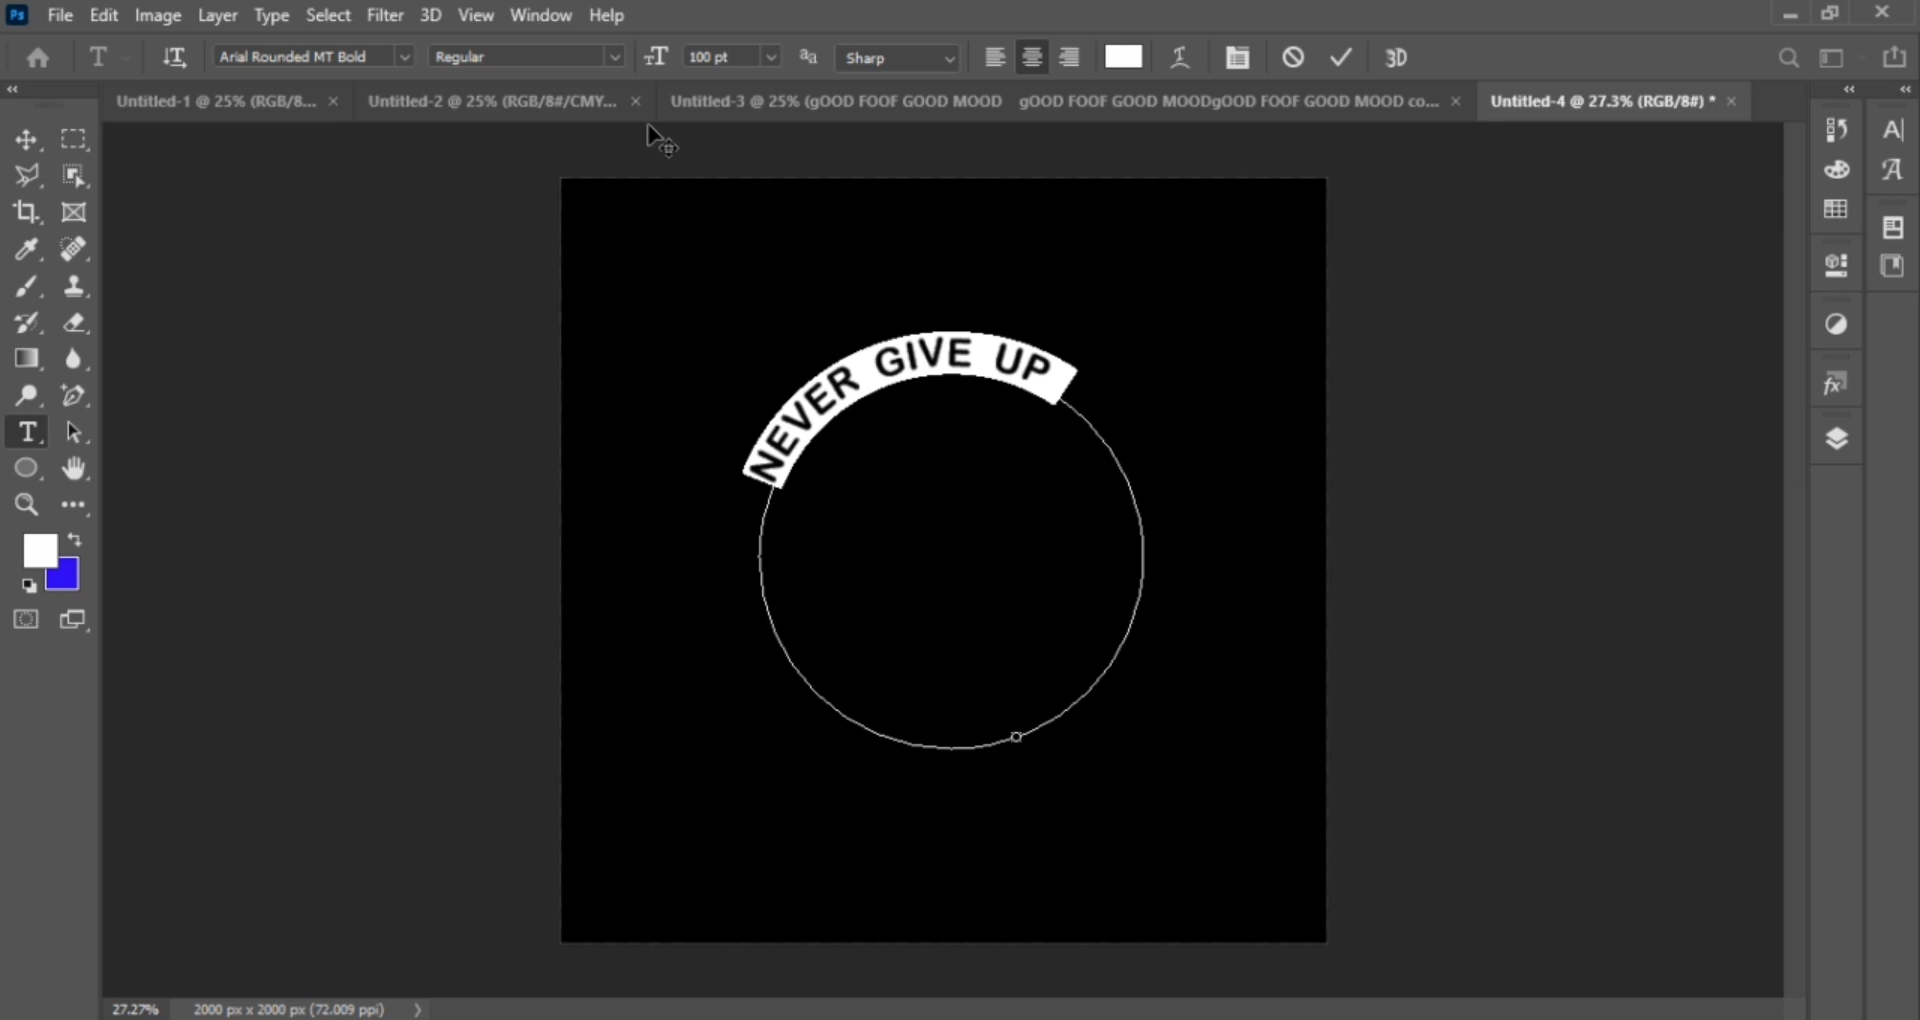 Ps File Edit Image Layer Type Select Filter 3D View Window Help
T Arial Rounded MT Bold Regular 100 pt aa Sharp 3D
Untitled-1 @ 25% (RGB/8... × Untitled-2 @ 25% (RGB/8#/CMY... × Untitled-3 @ 25% (gOOD FOOF GOOD MOOD gOOD FOOF GOOD MOODgOOD FOOF GOOD MOOD co... × Untitled-4 @ 27.3% (RGB/8#) * ×
NEVER GIVE UP
27.27% 2000 px x 2000 px (72.009 ppi)